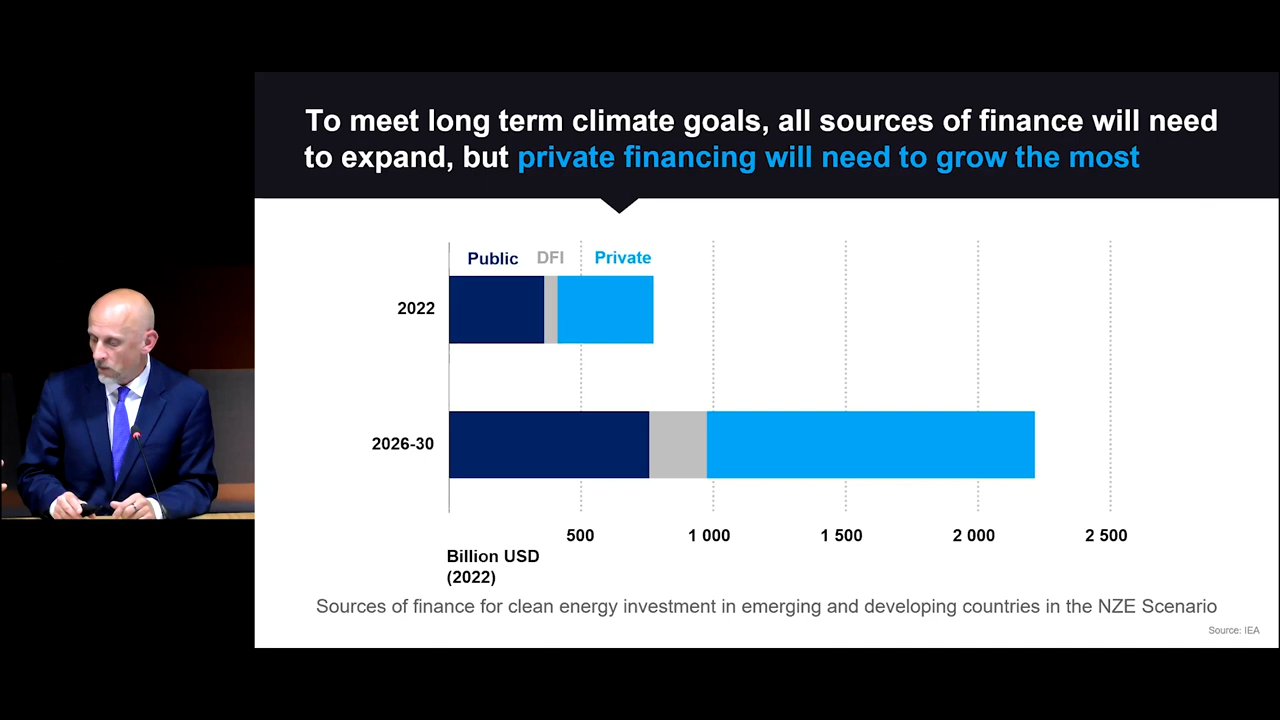 To meet long term climate goals, all sources of finance will need
to expand, but private financing will need to grow the most
Public DFI Private
2022
2026-30
500 1 000 1 500 2 000 2 500
Billion USD
(2022)
Sources of finance for clean energy investment in emerging and developing countries in the NZE Scenario
Source: IEA